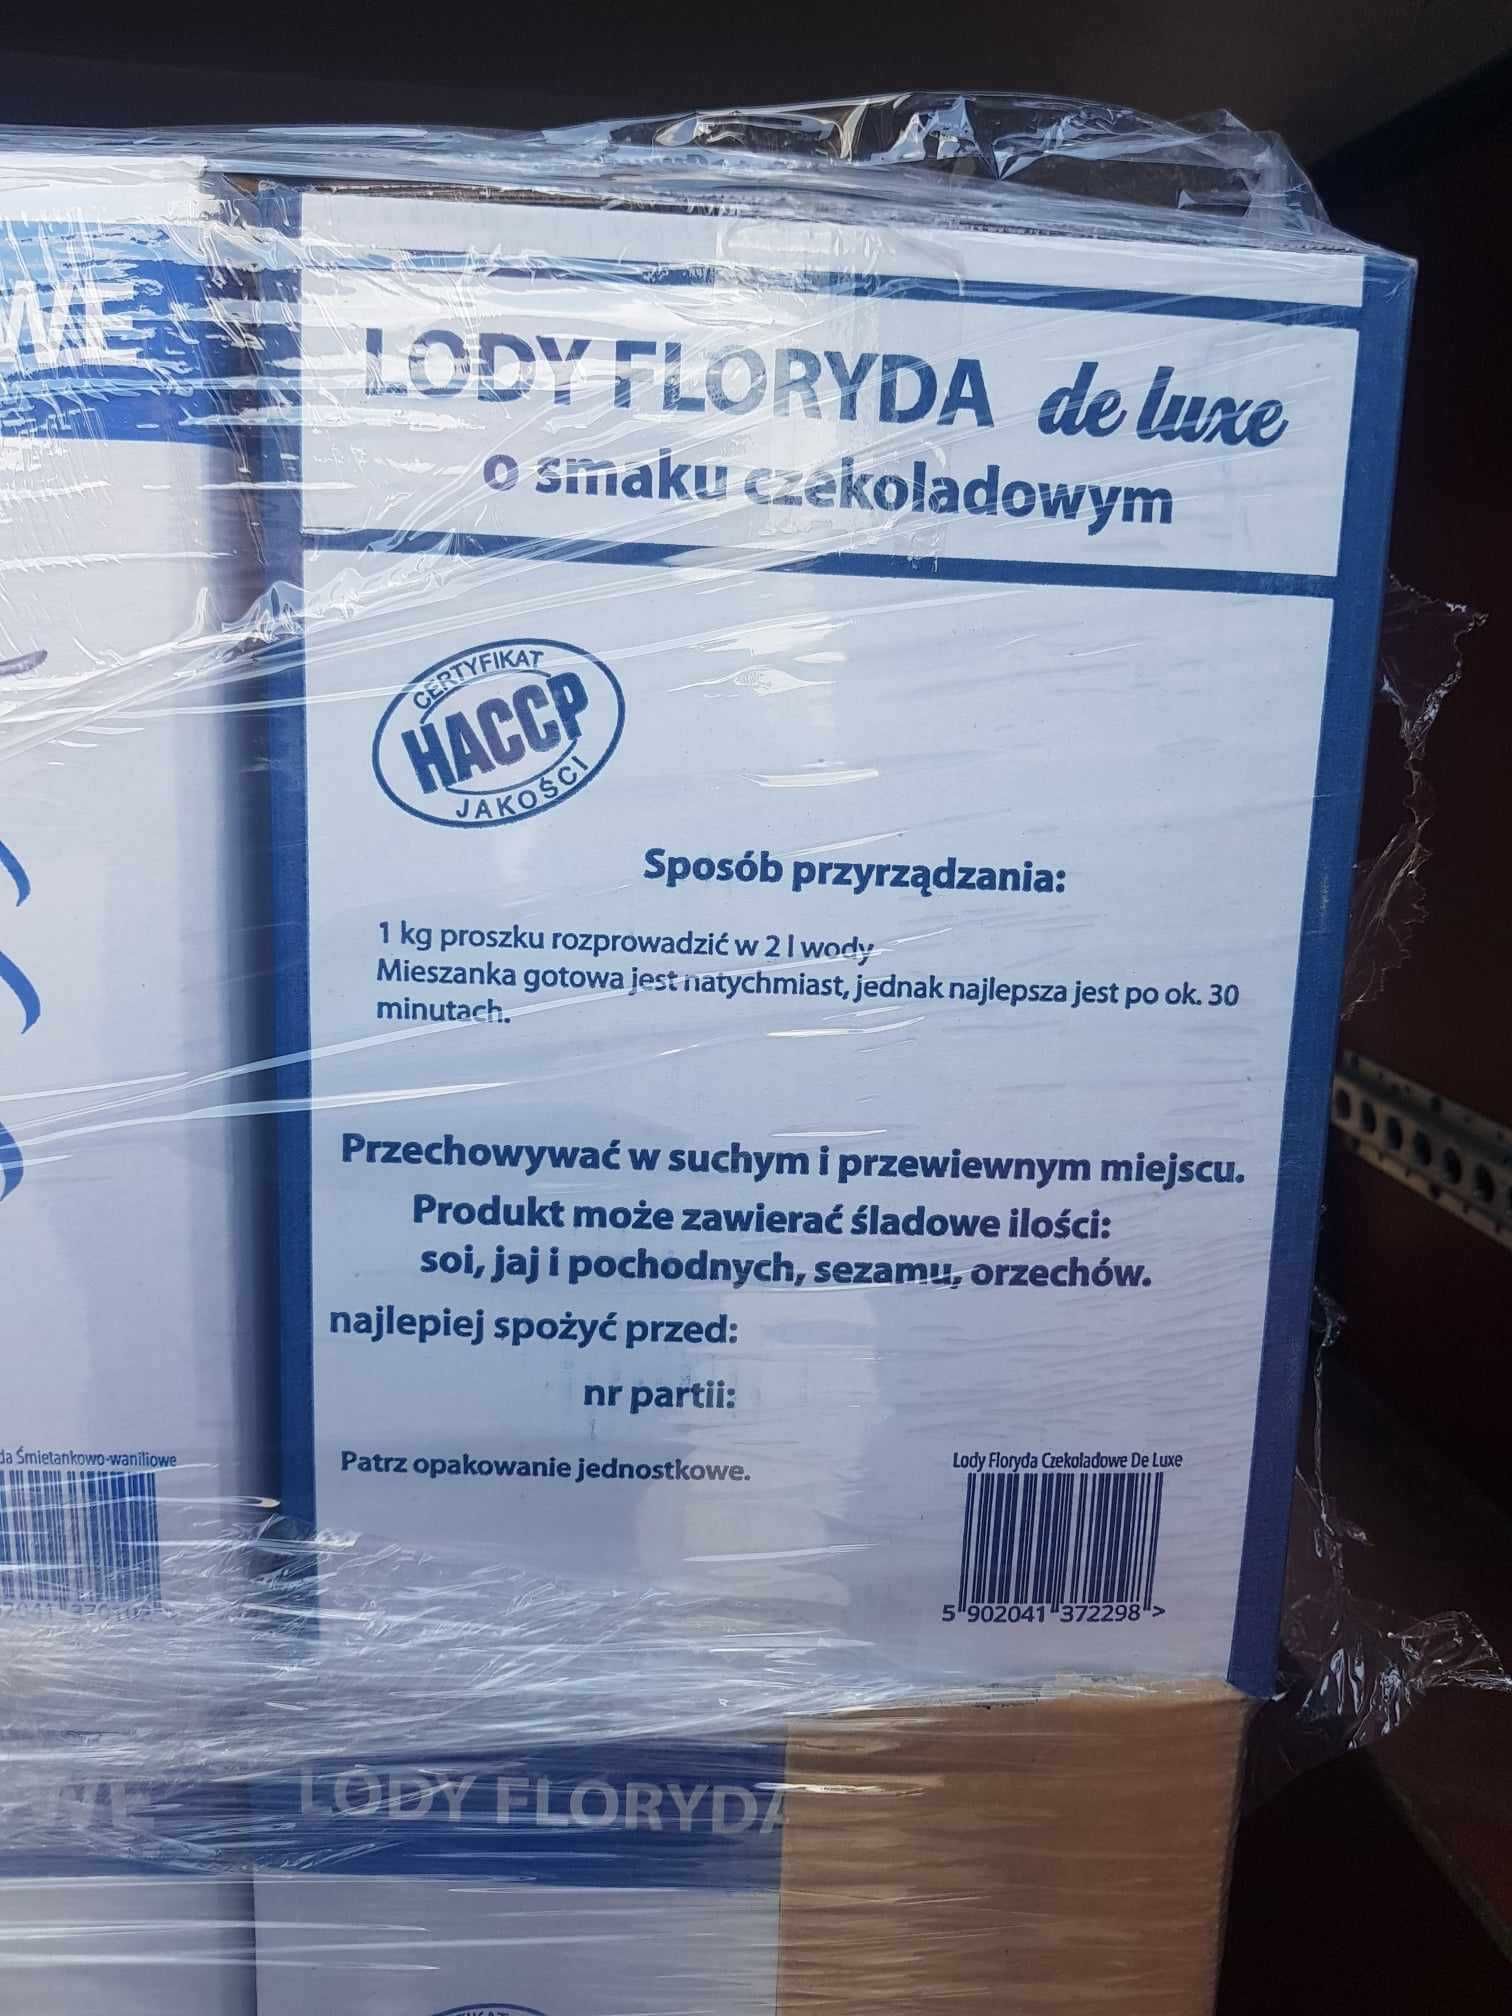 WE
LODY FLORYDA de luxe
o smaku czekoladowym
CERTYFIKAT
HACCP
JAKOŚCI
Sposób przyrządzania:
1 kg proszku rozprowadzić w 2 l wody
Mieszanka gotowa jest natychmiast, jednak najlepsza jest po ok. 30
minutach.
Przechowywać w suchym i przewiewnym miejscu.
Produkt może zawierać śladowe ilości:
soi, jaj i pochodnych, sezamu, orzechów.
najlepiej spożyć przed:
nr partii:
Patrz opakowanie jednostkowe.
da Śmietankowo-waniliowe
Lody Floryda Czekoladowe De Luxe
5 902041 372298 >
WE
LODY FLORYDA